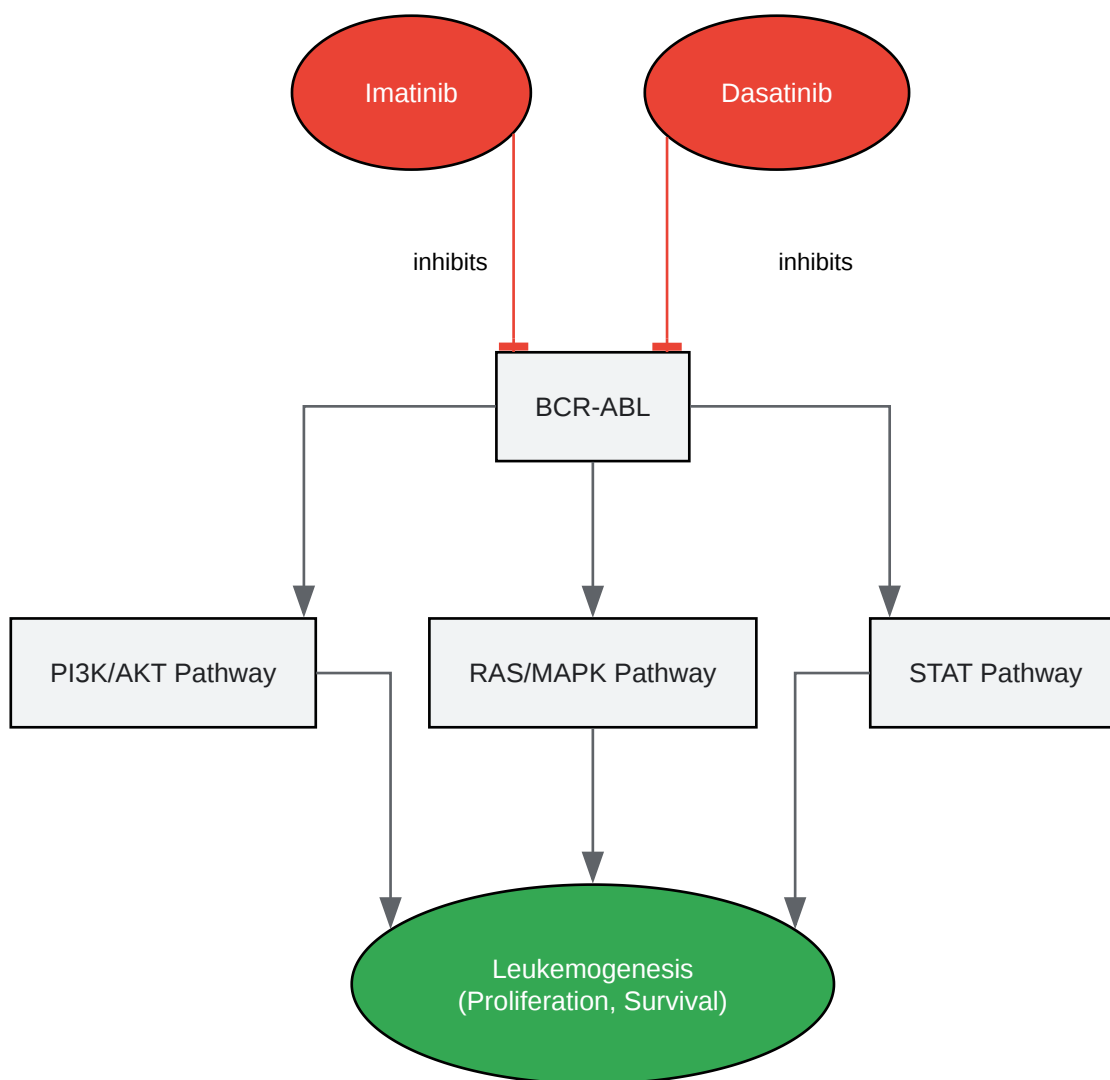 Imatinib
Dasatinib
inhibits
inhibits
BCR-ABL
PI3K/AKT Pathway
RAS/MAPK Pathway
STAT Pathway
Leukemogenesis
(Proliferation, Survival)